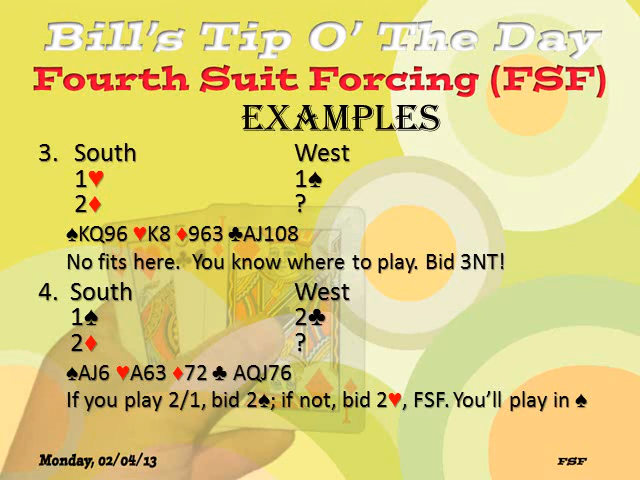 Bill's Tip O' The Day
Fourth Suit Forcing (FSF)
EXAMPLES
3. South West
1♥ 1♠
2♦ ?
♠KQ96 ♥K8 ♦963 ♣AJ108
No fits here. You know where to play. Bid 3NT!
4. South West
1♠ 2♣
2♦ ?
♠AJ6 ♥A63 ♦72 ♣ AQJ76
If you play 2/1, bid 2♠; if not, bid 2♥, FSF. You'll play in ♠
Monday, 02/04/13 FSF